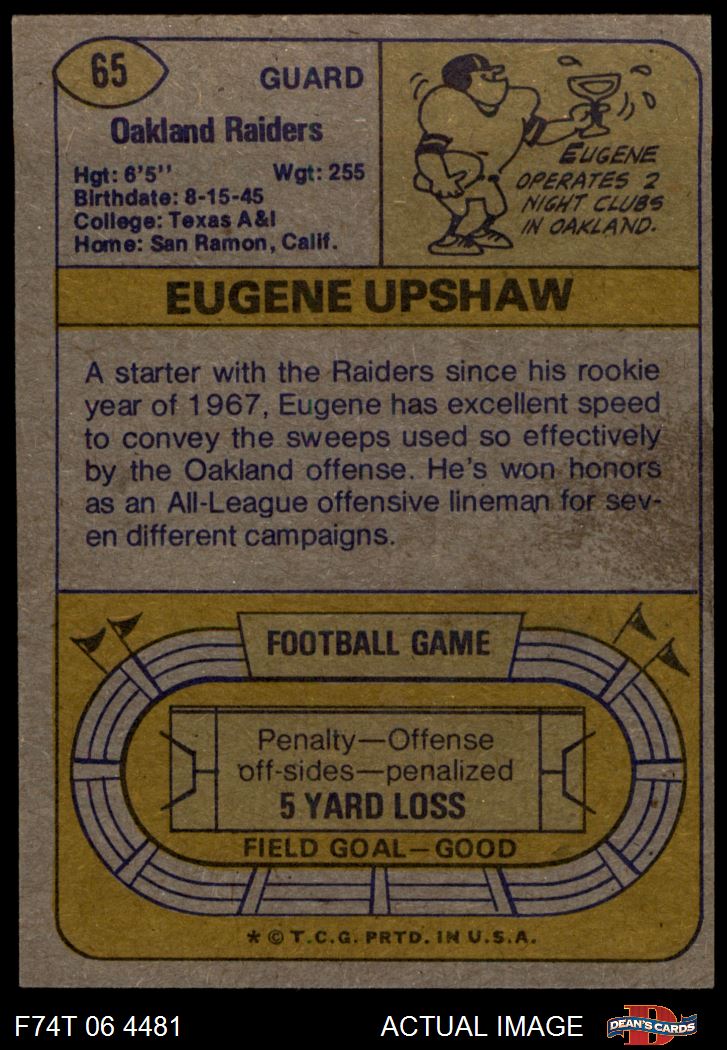 65
GUARD
Oakland Raiders
Hgt: 6'5" Wgt: 255
Birthdate: 8-15-45
College: Texas A&I
Home: San Ramon, Calif.
EUGENE
OPERATES 2
NIGHT CLUBS
IN OAKLAND.
EUGENE UPSHAW
A starter with the Raiders since his rookie
year of 1967, Eugene has excellent speed
to convey the sweeps used so effectively
by the Oakland offense. He's won honors
as an All-League offensive lineman for sev-
en different campaigns.
FOOTBALL GAME
Penalty—Offense
off-sides—penalized
5 YARD LOSS
FIELD GOAL—GOOD
* © T.C.G. PRTD. IN U.S.A.
F74T 06 4481 ACTUAL IMAGE
DEAN'S CARDS